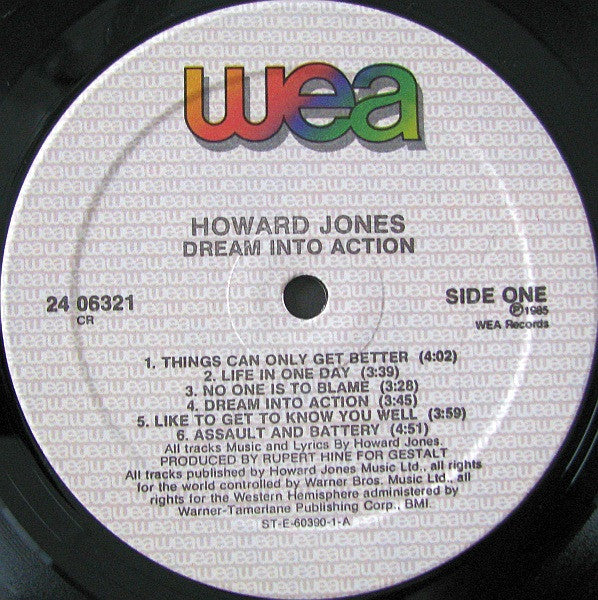 wea
HOWARD JONES
DREAM INTO ACTION
24 06321
CR
SIDE ONE
Ⓟ1985
WEA Records
1. THINGS CAN ONLY GET BETTER (4:02)
2. LIFE IN ONE DAY (3:39)
3. NO ONE IS TO BLAME (3:28)
4. DREAM INTO ACTION (3:45)
5. LIKE TO GET TO KNOW YOU WELL (3:59)
6. ASSAULT AND BATTERY (4:51)
All tracks Music and Lyrics By Howard Jones.
PRODUCED BY RUPERT HINE FOR GESTALT
All tracks published by Howard Jones Music Ltd., all rights
for the world controlled by Warner Bros. Music Ltd., all
rights for the Western Hemisphere administered by
Warner-Tamerlane Publishing Corp., BMI.
ST-E-60390-1-A